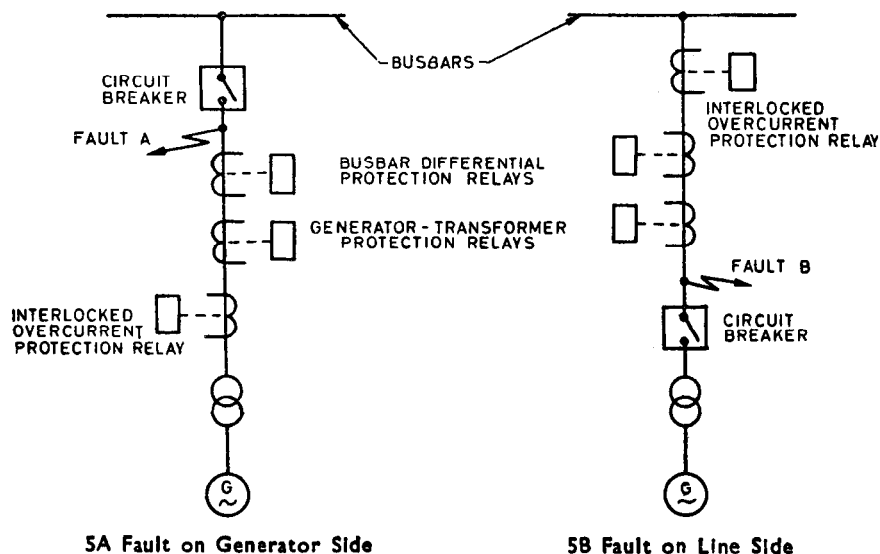 BUSBARS
CIRCUIT
BREAKER
FAULT A
BUSBAR DIFFERENTIAL
PROTECTION RELAYS
GENERATOR-TRANSFORMER
PROTECTION RELAYS
INTERLOCKED
OVERCURRENT
PROTECTION RELAY
G
5A Fault on Generator Side
INTERLOCKED
OVERCURRENT
PROTECTION RELAY
FAULT B
CIRCUIT
BREAKER
G
5B Fault on Line Side